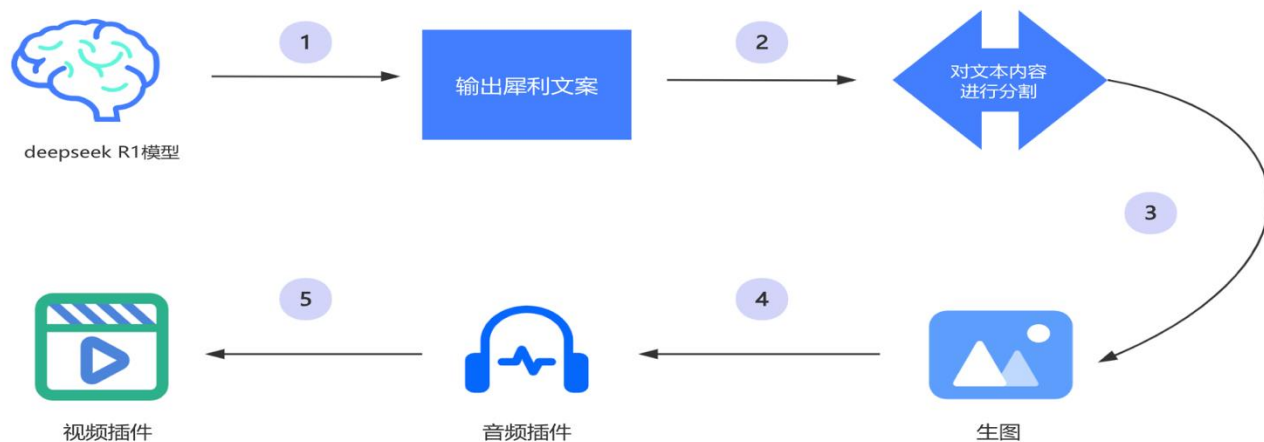 1
2
输出犀利文案
对文本内容
进行分割
deepseek R1模型
3
5
4
视频插件
音频插件
生图